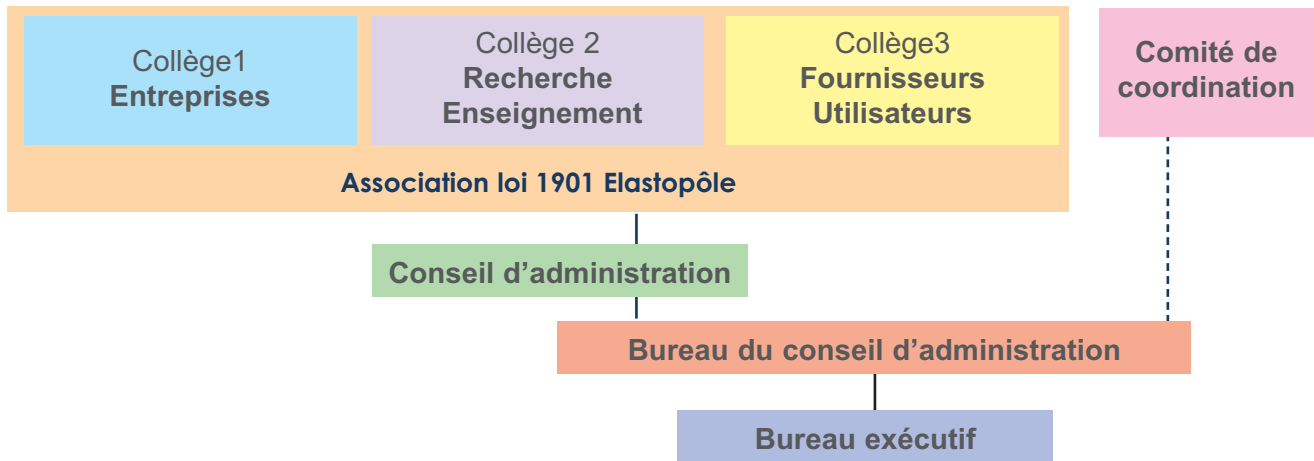 Collège1
Entreprises
Collège 2
Recherche
Enseignement
Collège3
Fournisseurs
Utilisateurs
Comité de
coordination
Association loi 1901 Elastopôle
Conseil d’administration
Bureau du conseil d’administration
Bureau exécutif